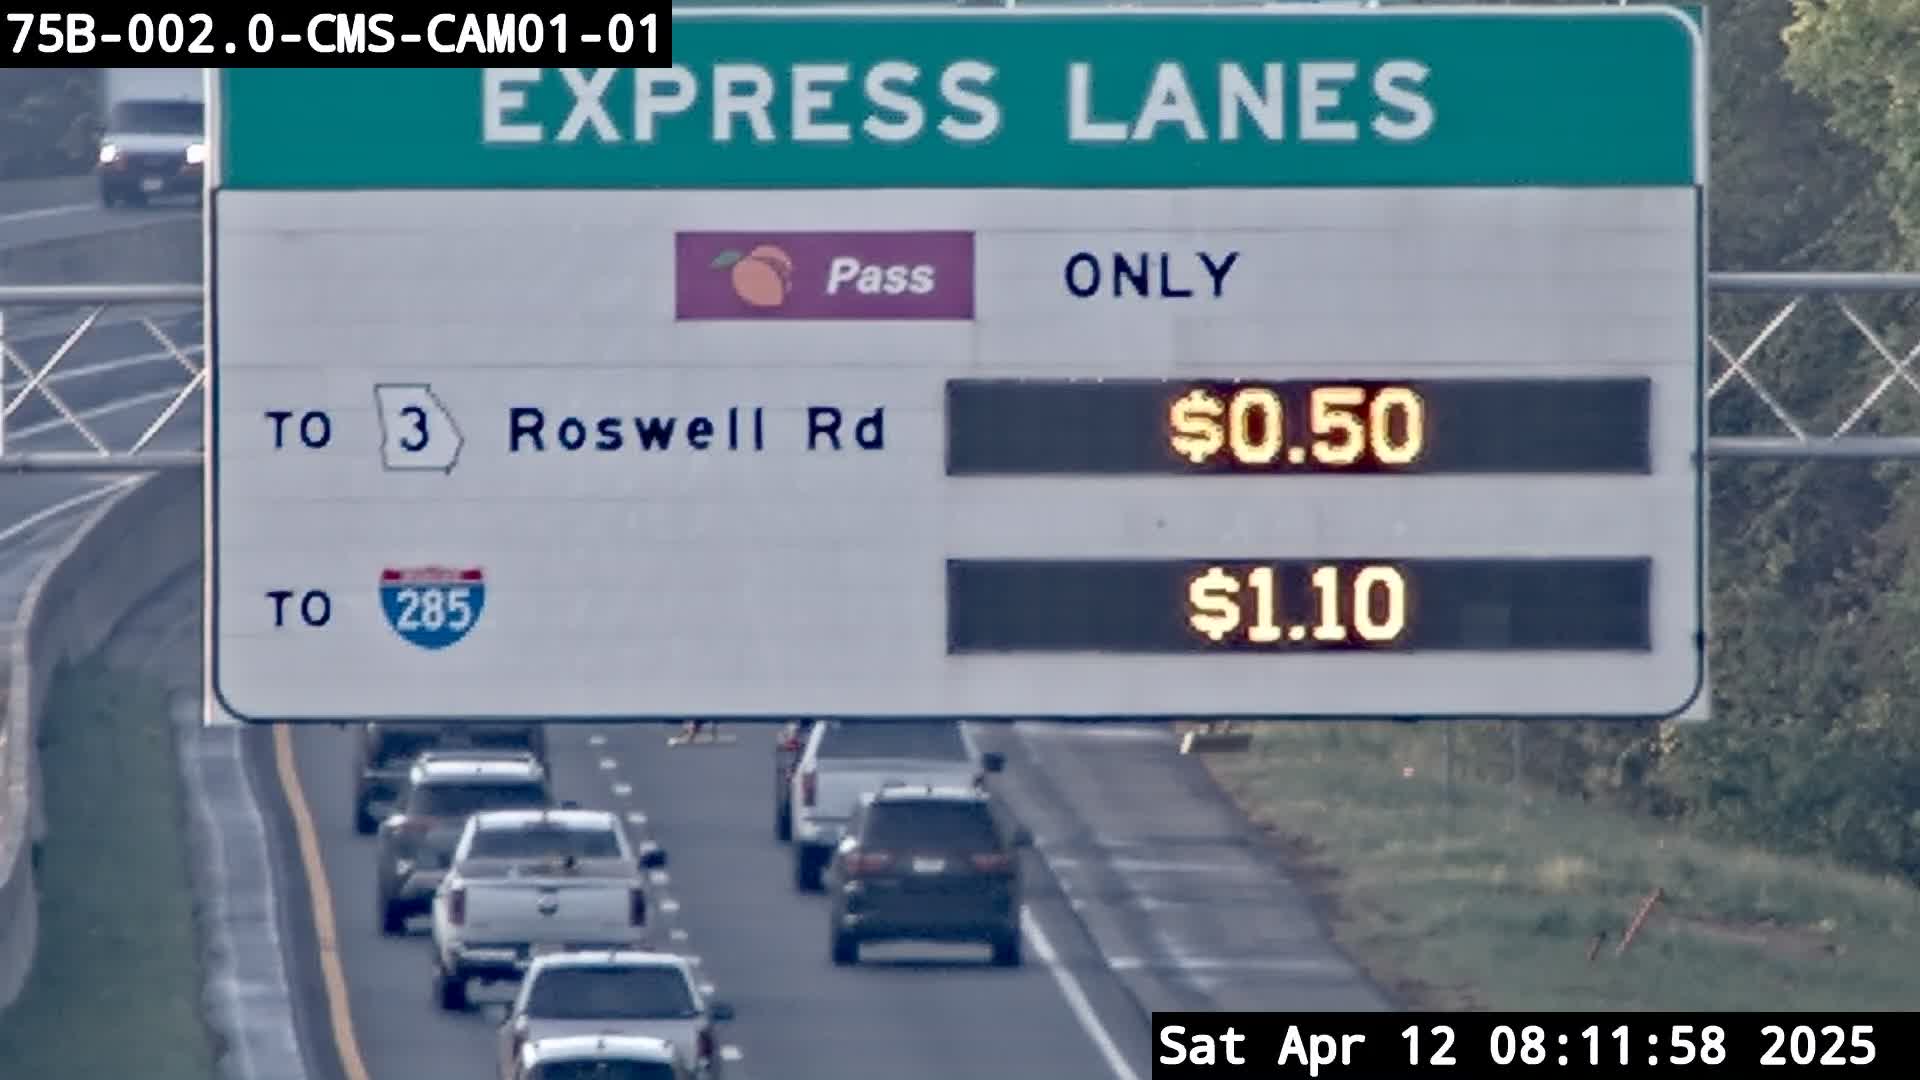 75B-002.0-CMS-CAM01-01
EXPRESS LANES
Pass ONLY
TO 3 Roswell Rd $0.50
TO 285 $1.10
Sat Apr 12 08:11:58 2025